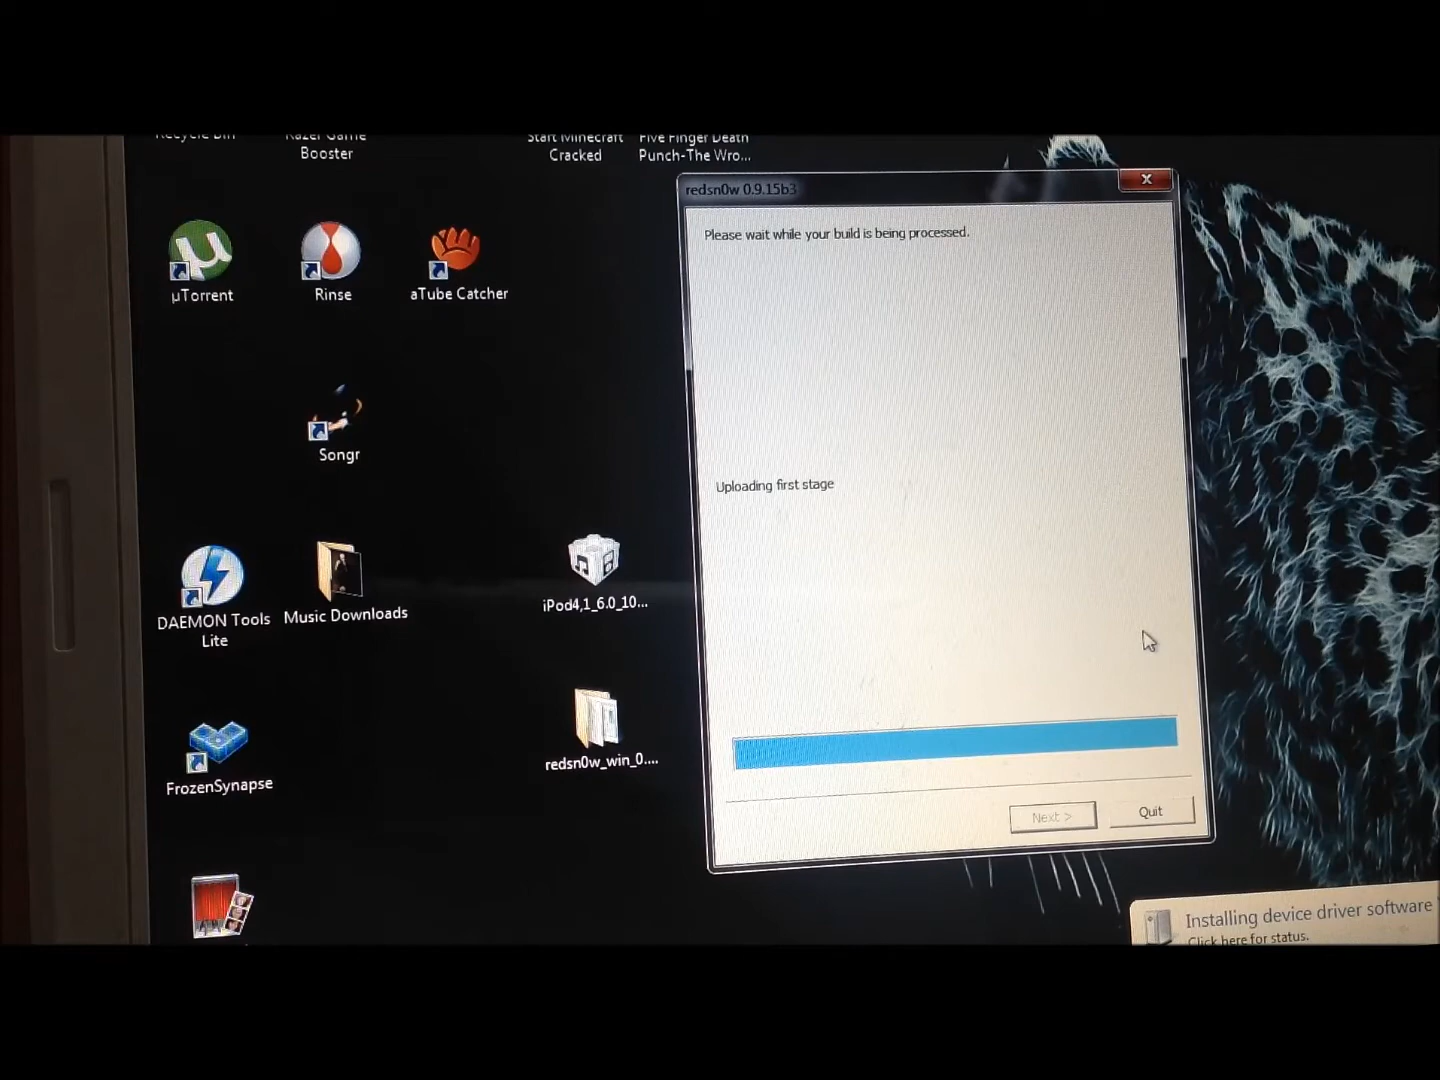 Recycle Bin
Razer Game
Booster
Start Minecraft
Cracked
Five Finger Death
Punch-The Wro...
redsn0w 0.9.15b3
Please wait while your build is being processed.
µTorrent
Rinse
aTube Catcher
Songr
Uploading first stage
DAEMON Tools
Lite
Music Downloads
iPod4,1_6.0_10...
redsn0w_win_0....
FrozenSynapse
Next >
Quit
Installing device driver software
Click here for status.